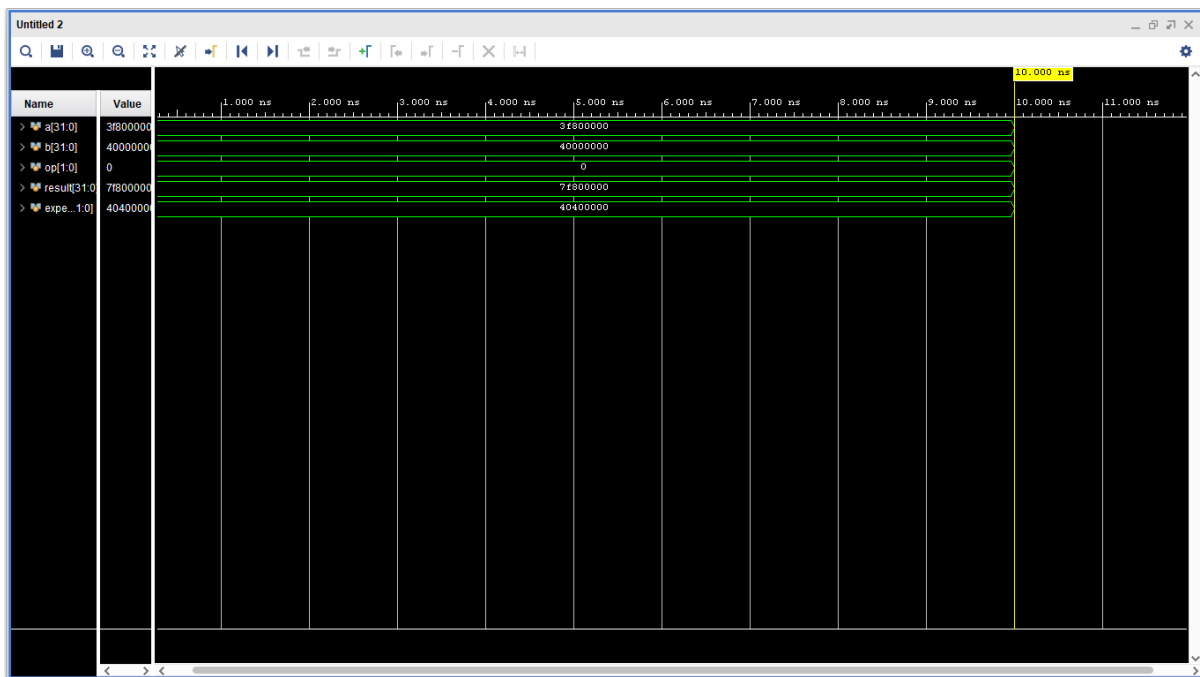 Untitled 2
10.000 ns
Name Value
1.000 ns 2.000 ns 3.000 ns 4.000 ns 5.000 ns 6.000 ns 7.000 ns 8.000 ns 9.000 ns 10.000 ns 11.000 ns
a[31:0] 3f800000 3f800000
b[31:0] 40000000 40000000
op[1:0] 0 0
result[31:0 7f800000 7f800000
expe...1:0] 40400000 40400000